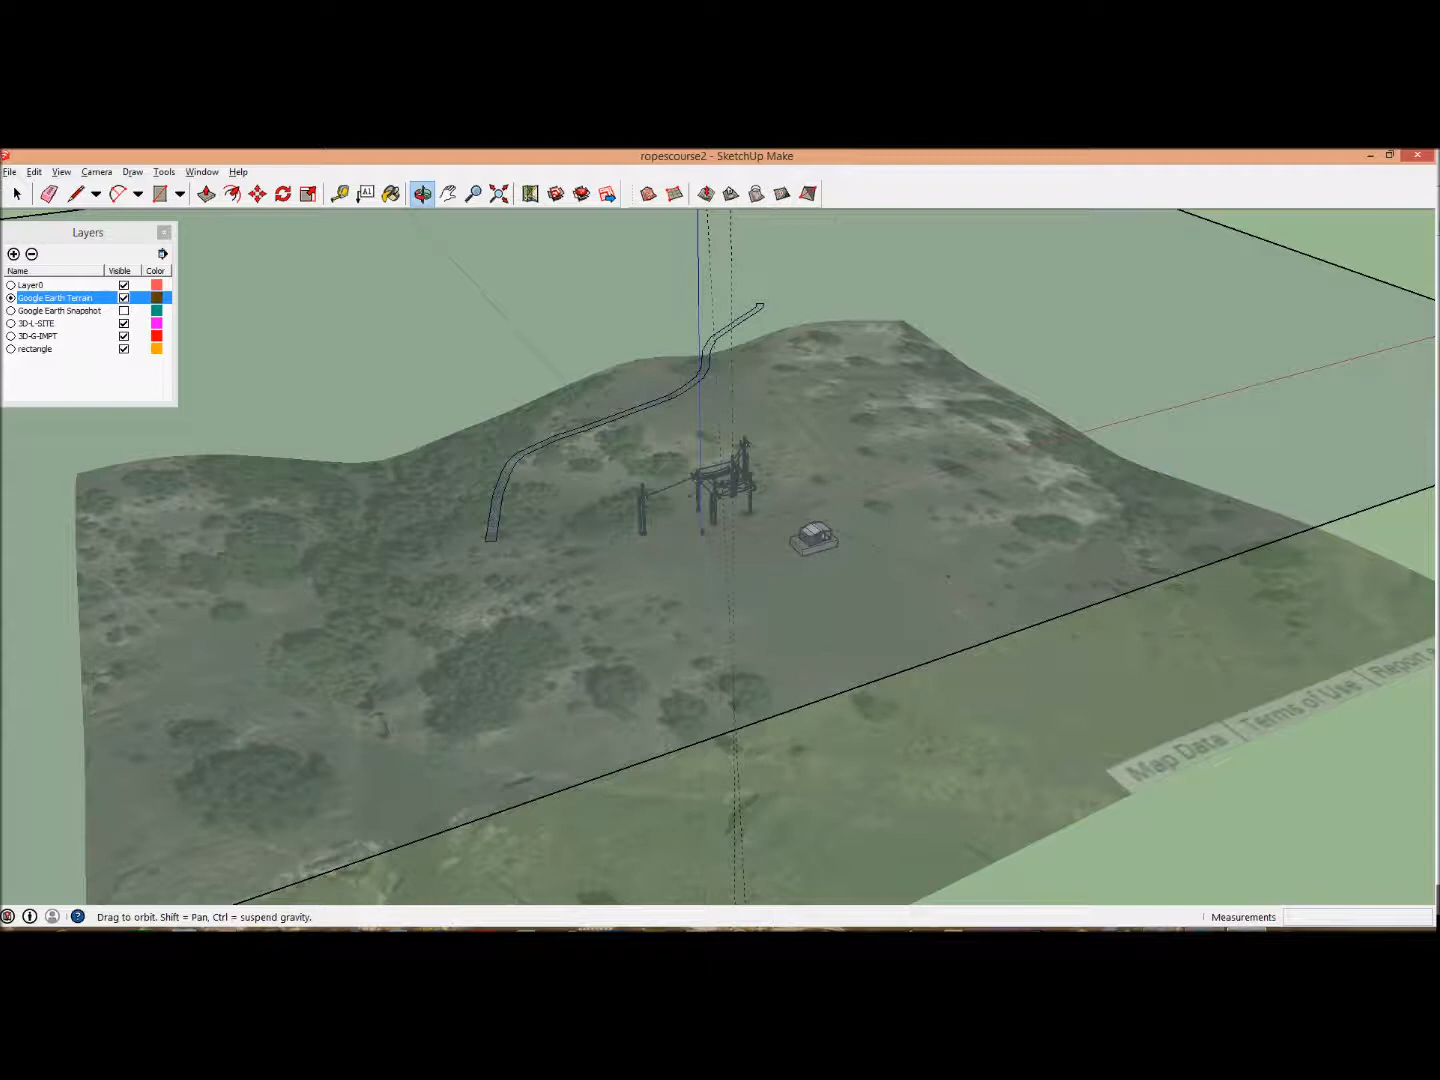 ropescourse2 - SketchUp Make
File Edit View Camera Draw Tools Window Help
A1
Layers
Name Visible Color
Layer0
Google Earth Terrain
Google Earth Snapshot
3D-L-SITE
3D-G-IMPT
rectangle
Map Data Terms of Use Report a
Drag to orbit. Shift = Pan, Ctrl = suspend gravity.
Measurements